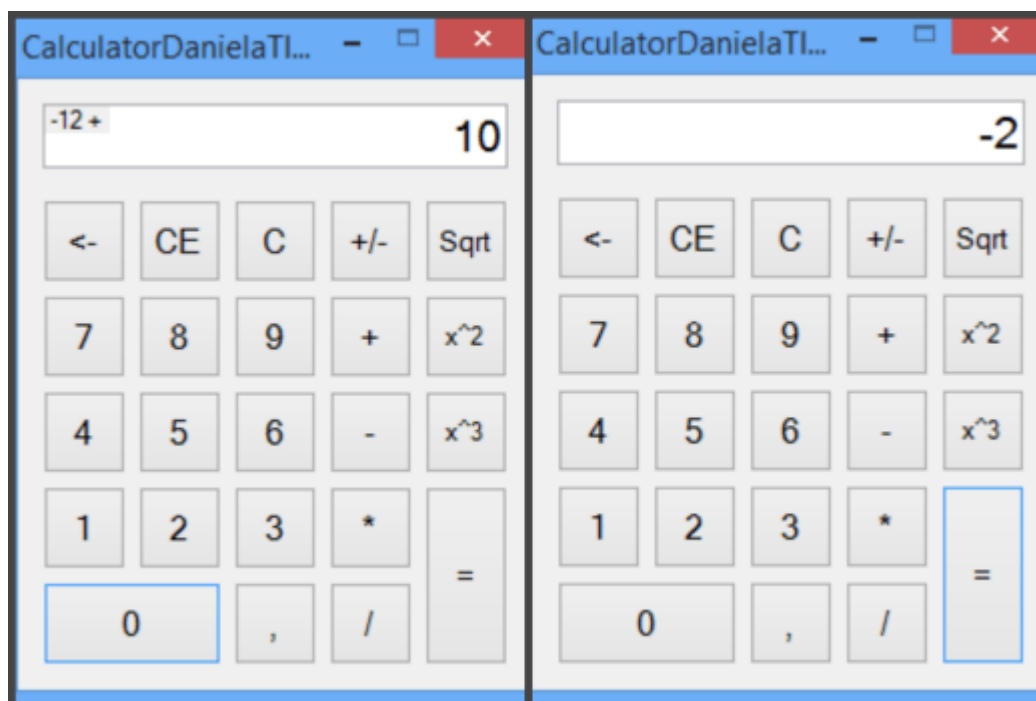 CalculatorDanielaTI...
-12 +
10
<- CE C +/- Sqrt
7 8 9 + x^2
4 5 6 - x^3
1 2 3 *
=
0 , /
CalculatorDanielaTI...
-2
<- CE C +/- Sqrt
7 8 9 + x^2
4 5 6 - x^3
1 2 3 *
=
0 , /